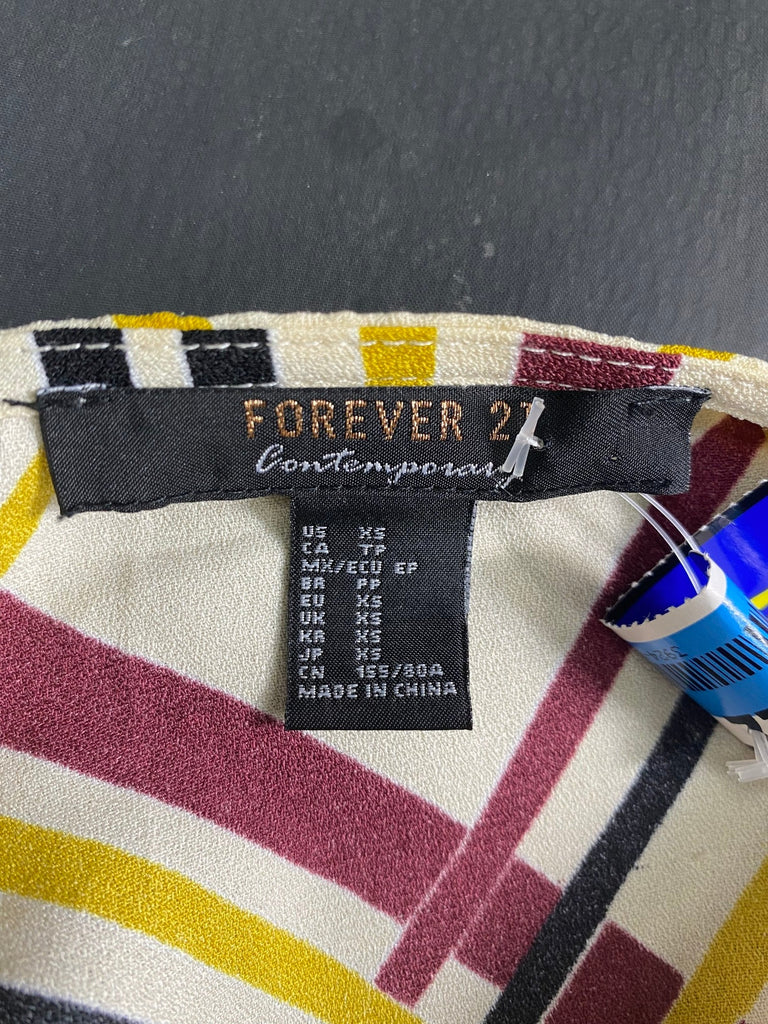 FOREVER 21
Contemporary
US XS
CA TP
MX/ECU EP
BR PP
EU XS
UK XS
KR XS
JP XS
CN 155/80A
MADE IN CHINA